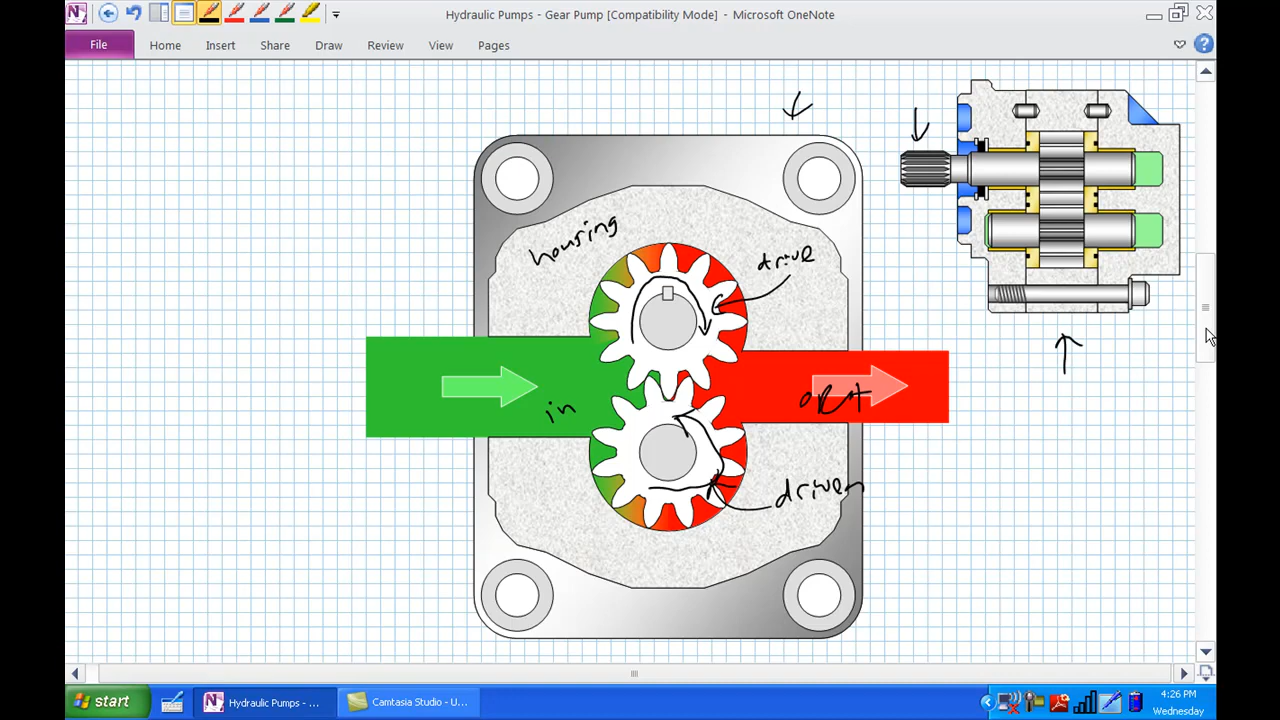 Hydraulic Pumps - Gear Pump [Compatibility Mode] - Microsoft OneNote
File Home Insert Share Draw Review View Pages
housing
drive
in
out
driven
start
Hydraulic Pumps - ...
Camtasia Studio - U...
4:26 PM
Wednesday